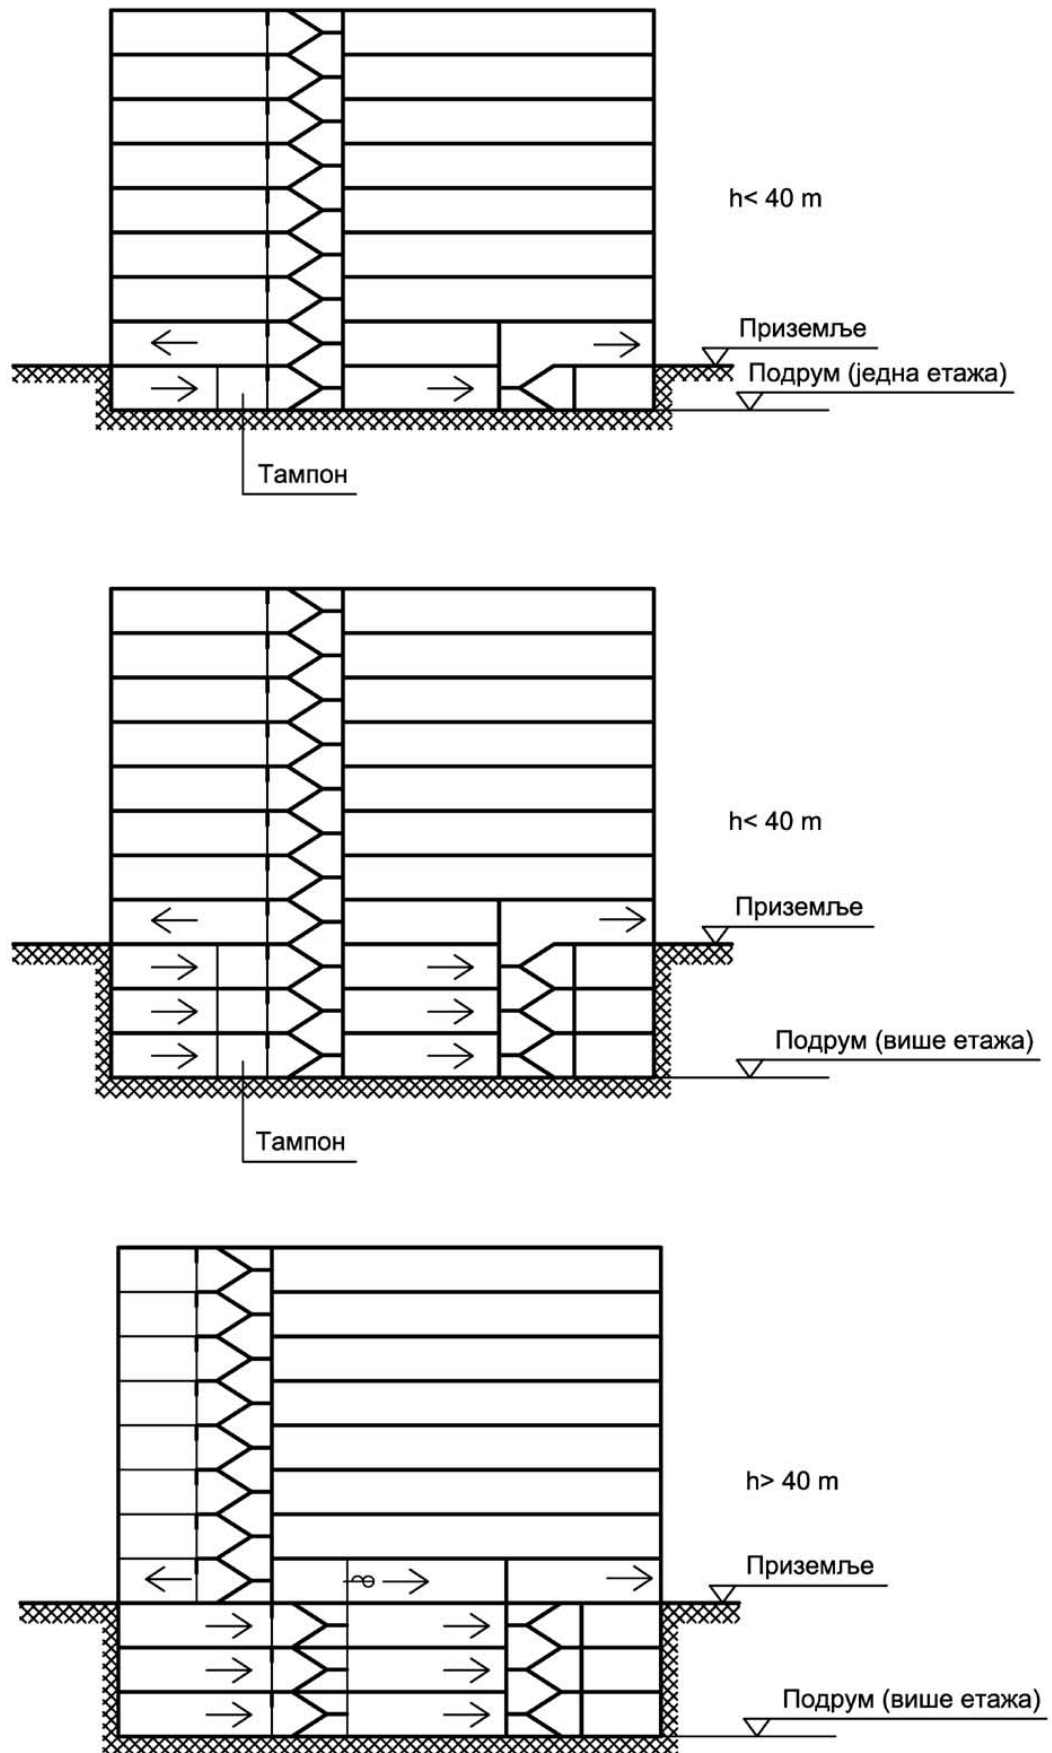 h< 40 m
Приземље
Подрум (једна етажа)
Тампон
h< 40 m
Приземље
Подрум (више етажа)
Тампон
h> 40 m
Приземље
Подрум (више етажа)